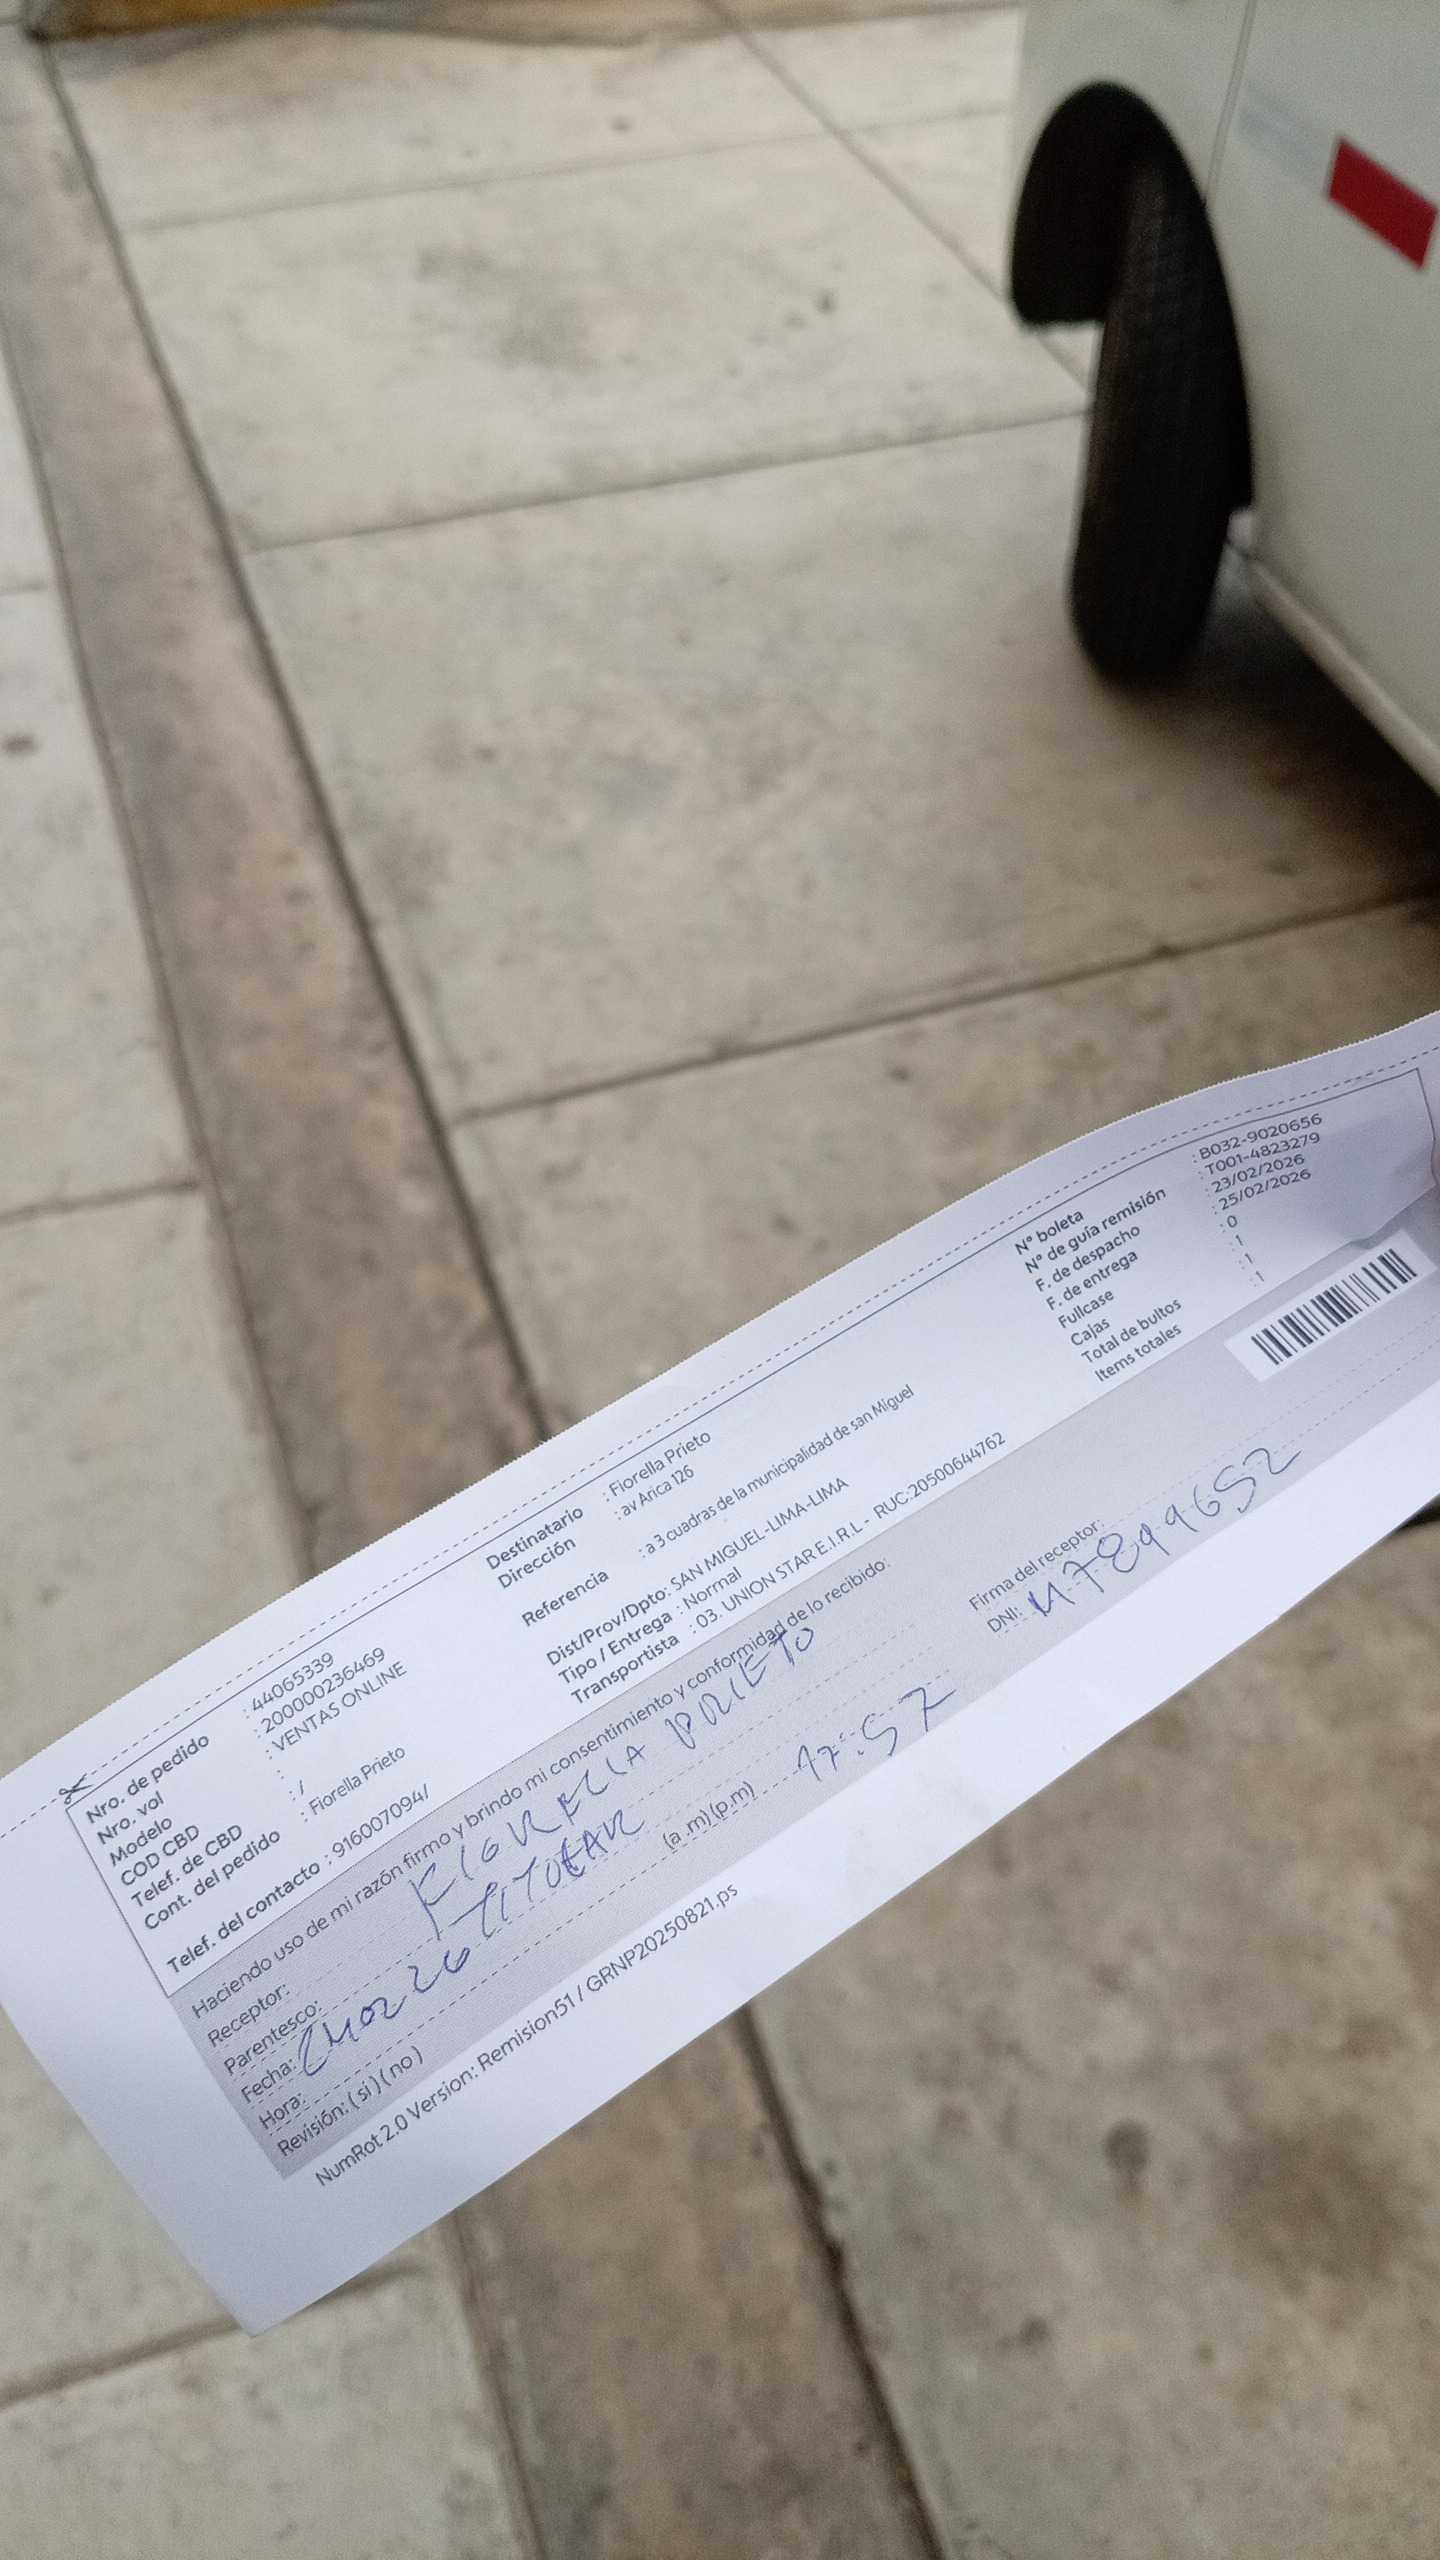 Nro. de pedido : 44065339
Nro. vol : 200000236469
Modelo : VENTAS ONLINE
COD CBD :
Telef. de CBD : /
Cont. del pedido : Fiorella Prieto
Telef. del contacto : 916007094/
Destinatario : Fiorella Prieto
Dirección : av Arica 126
Referencia : a 3 cuadras de la municipalidad de san Miguel
Dist/Prov/Dpto: SAN MIGUEL-LIMA-LIMA
Tipo / Entrega : Normal
Transportista : 03. UNION STAR E.I.R.L - RUC.20500644762
N° boleta : B032-9020656
N° de guía remisión : T001-4823279
F. de despacho : 23/02/2026
F. de entrega : 25/02/2026
Fullcase : 0
Cajas : 1
Total de bultos : 1
Items totales : 1
Haciendo uso de mi razón firmo y brindo mi consentimiento y conformidad de lo recibido:
Receptor: FIORELLA PRIETO
Parentesco: TITULAR
Fecha: 240226
Hora: (a.m) (p.m) 17:57
Revisión: ( si ) ( no )
Firma del receptor:
DNI: 47899652
NumRot 2.0 Version: Remision51 / GRNP20250821.ps